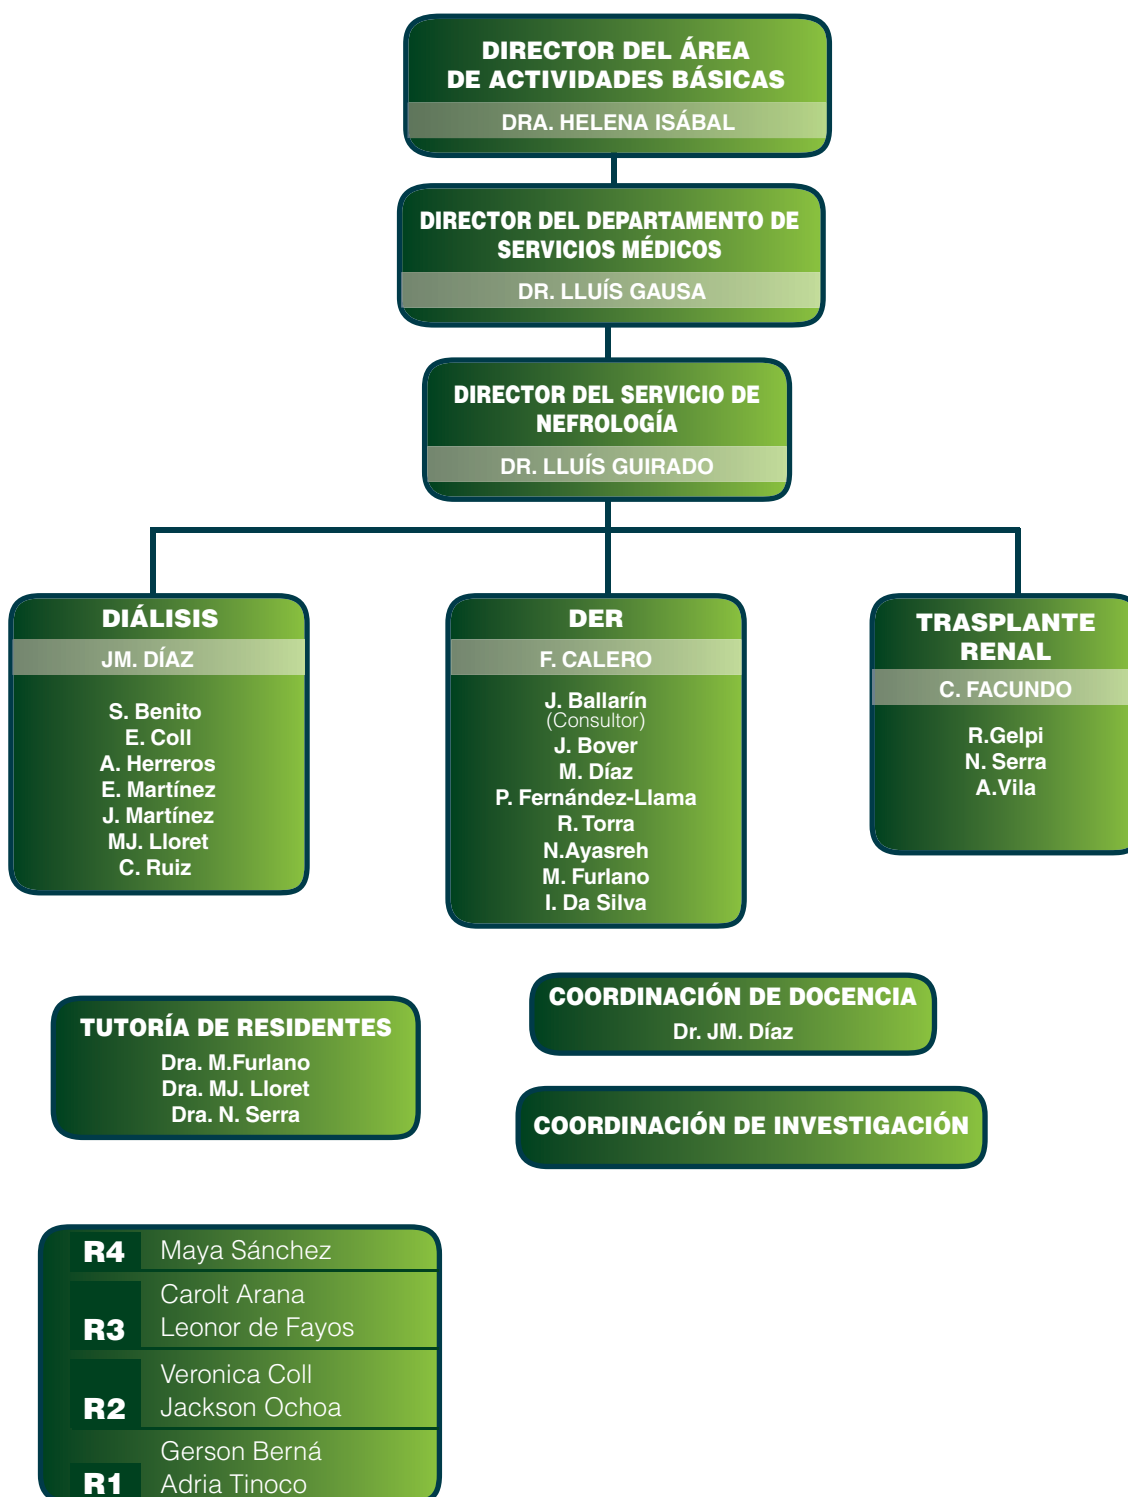 DIRECTOR DEL ÁREA
DE ACTIVIDADES BÁSICAS
DRA. HELENA ISÁBAL
DIRECTOR DEL DEPARTAMENTO DE
SERVICIOS MÉDICOS
DR. LLUÍS GAUSA
DIRECTOR DEL SERVICIO DE
NEFROLOGÍA
DR. LLUÍS GUIRADO
DIÁLISIS
JM. DÍAZ
S. Benito
E. Coll
A. Herreros
E. Martínez
J. Martínez
MJ. Lloret
C. Ruiz
DER
F. CALERO
J. Ballarín
(Consultor)
J. Bover
M. Díaz
P. Fernández-Llama
R. Torra
N.Ayasreh
M. Furlano
I. Da Silva
TRASPLANTE
RENAL
C. FACUNDO
R.Gelpi
N. Serra
A.Vila
TUTORÍA DE RESIDENTES
Dra. M.Furlano
Dra. MJ. Lloret
Dra. N. Serra
COORDINACIÓN DE DOCENCIA
Dr. JM. Díaz
COORDINACIÓN DE INVESTIGACIÓN
R4 Maya Sánchez
Carolt Arana
R3 Leonor de Fayos
Veronica Coll
R2 Jackson Ochoa
Gerson Berná
R1 Adria Tinoco